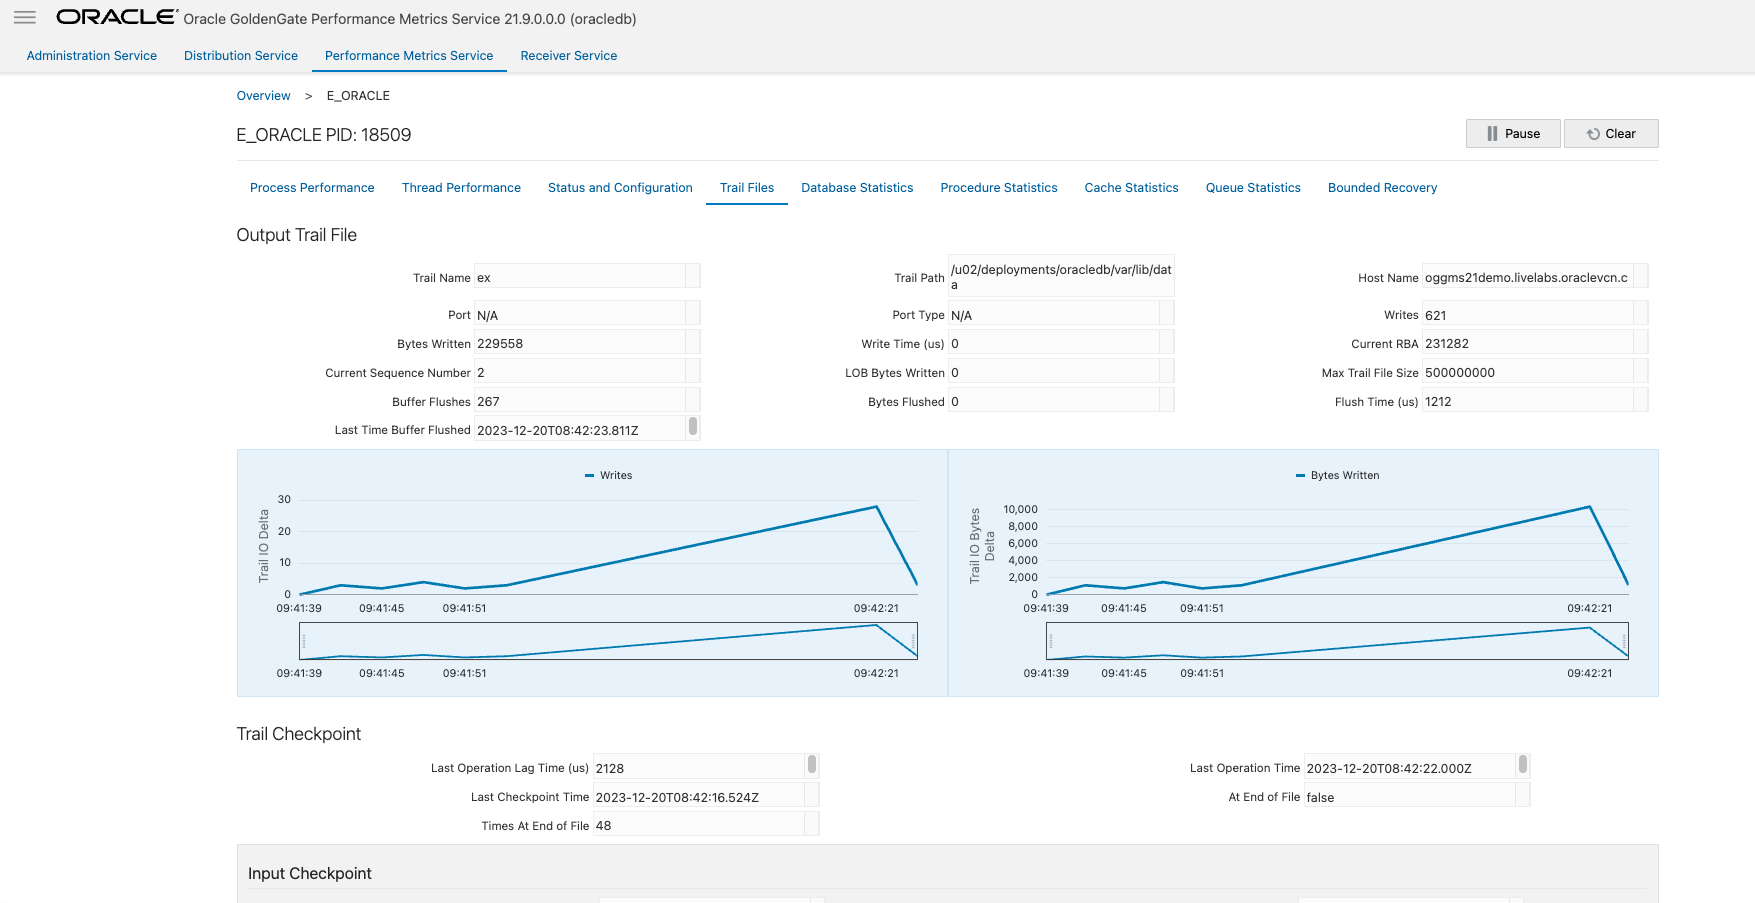 ORACLE Oracle GoldenGate Performance Metrics Service 21.9.0.0.0 (oracledb)
Administration Service Distribution Service Performance Metrics Service Receiver Service
Overview > E_ORACLE
E_ORACLE PID: 18509
Pause Clear
Process Performance Thread Performance Status and Configuration Trail Files Database Statistics Procedure Statistics Cache Statistics Queue Statistics Bounded Recovery
Output Trail File
Trail Name ex Trail Path /u02/deployments/oracledb/var/lib/dat
a
Host Name oggms21demo.livelabs.oraclevcn.c
Port N/A Port Type N/A Writes 621
Bytes Written 229558 Write Time (us) 0 Current RBA 231282
Current Sequence Number 2 LOB Bytes Written 0 Max Trail File Size 500000000
Buffer Flushes 267 Bytes Flushed 0 Flush Time (us) 1212
Last Time Buffer Flushed 2023-12-20T08:42:23.811Z
Writes
Trail IO Delta
30
20
10
0
09:41:39 09:41:45 09:41:51 09:42:21
09:41:39 09:41:45 09:41:51 09:42:21
Bytes Written
Trail IO Bytes
Delta
10,000
8,000
6,000
4,000
2,000
0
09:41:39 09:41:45 09:41:51 09:42:21
09:41:39 09:41:45 09:41:51 09:42:21
Trail Checkpoint
Last Operation Lag Time (us) 2128 Last Operation Time 2023-12-20T08:42:22.000Z
Last Checkpoint Time 2023-12-20T08:42:16.524Z At End of File false
Times At End of File 48
Input Checkpoint